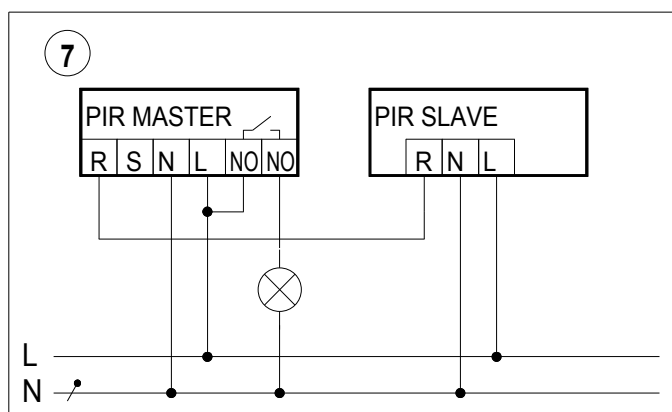 7
PIR MASTER
R S N L NO NO
PIR SLAVE
R N L
L
N